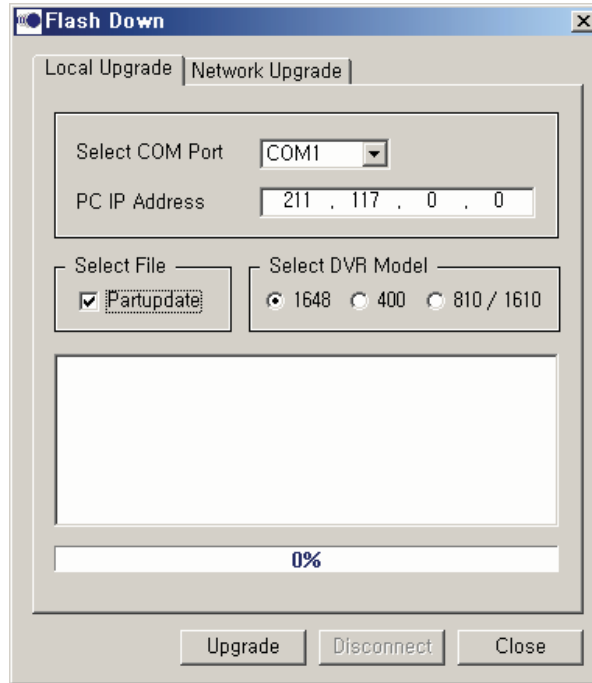 Flash Down
Local Upgrade Network Upgrade
Select COM Port COM1
PC IP Address 211 . 117 . 0 . 0
Select File Select DVR Model
Partupdate 1648 400 810 / 1610
0%
Upgrade Disconnect Close